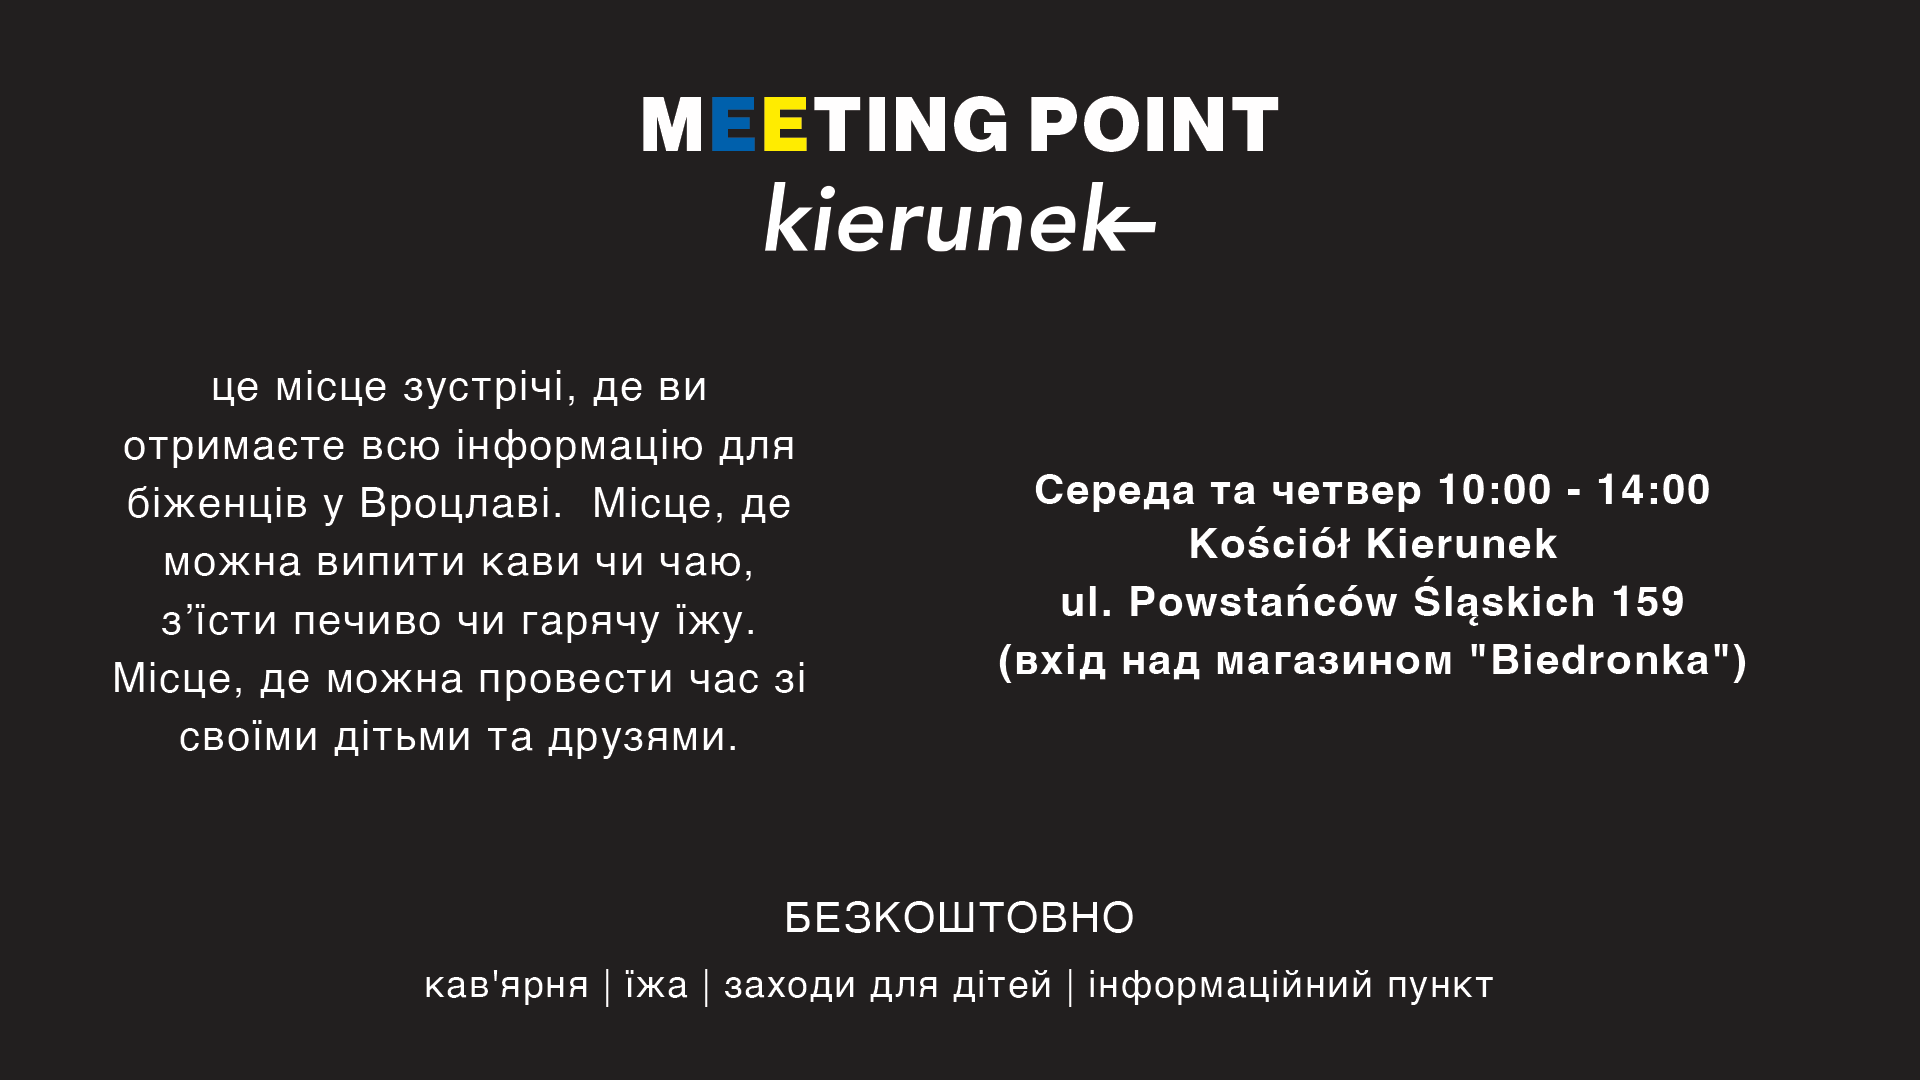 MEETING POINT
kierunek
це місце зустрічі, де ви
отримаєте всю інформацію для
біженців у Вроцлаві.  Місце, де
можна випити кави чи чаю,
з’їсти печиво чи гарячу їжу.
Місце, де можна провести час зі
своїми дітьми та друзями.
Середа та четвер 10:00 - 14:00
Kościół Kierunek
ul. Powstańców Śląskich 159
(вхід над магазином "Biedronka")
БЕЗКОШТОВНО
кав'ярня | їжа | заходи для дітей | інформаційний пункт